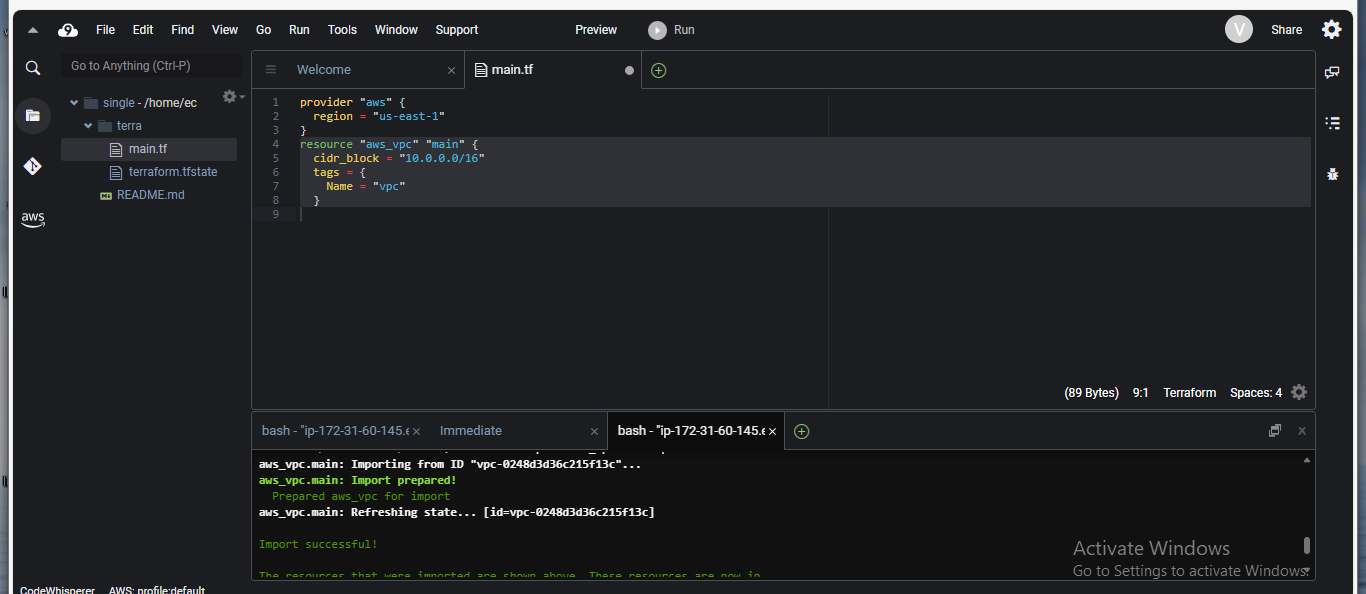 File Edit Find View Go Run Tools Window Support Preview Run V Share
Go to Anything (Ctrl-P)
Welcome
main.tf
single - /home/ec
terra
main.tf
terraform.tfstate
README.md
aws
1 provider "aws" {
2 region = "us-east-1"
3 }
4 resource "aws_vpc" "main" {
5 cidr_block = "10.0.0.0/16"
6 tags = {
7 Name = "vpc"
8 }
9
(89 Bytes) 9:1 Terraform Spaces: 4
bash - "ip-172-31-60-145.e Immediate bash - "ip-172-31-60-145.e
aws_vpc.main: Importing from ID "vpc-0248d3d36c215f13c"...
aws_vpc.main: Import prepared!
Prepared aws_vpc for import
aws_vpc.main: Refreshing state... [id=vpc-0248d3d36c215f13c]
Import successful!
The resources that were imported are shown above. These resources are now in
Activate Windows
Go to Settings to activate Windows.
CodeWhisperer AWS: profile:default